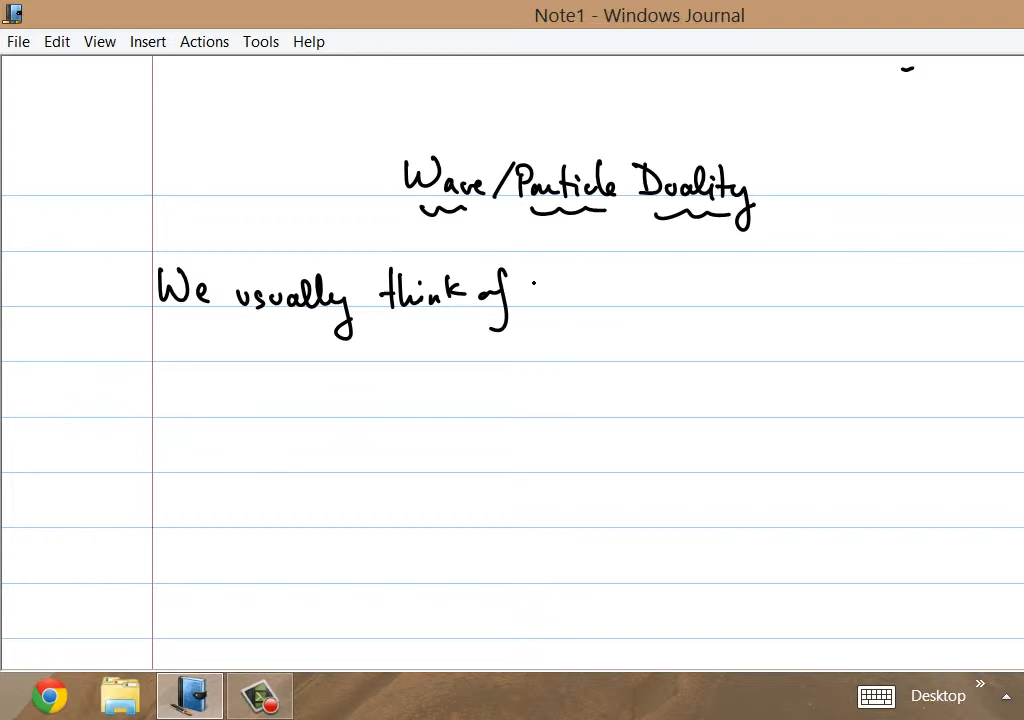 Note1 - Windows Journal
File Edit View Insert Actions Tools Help
Wave/Particle Duality
We usually think of
Desktop